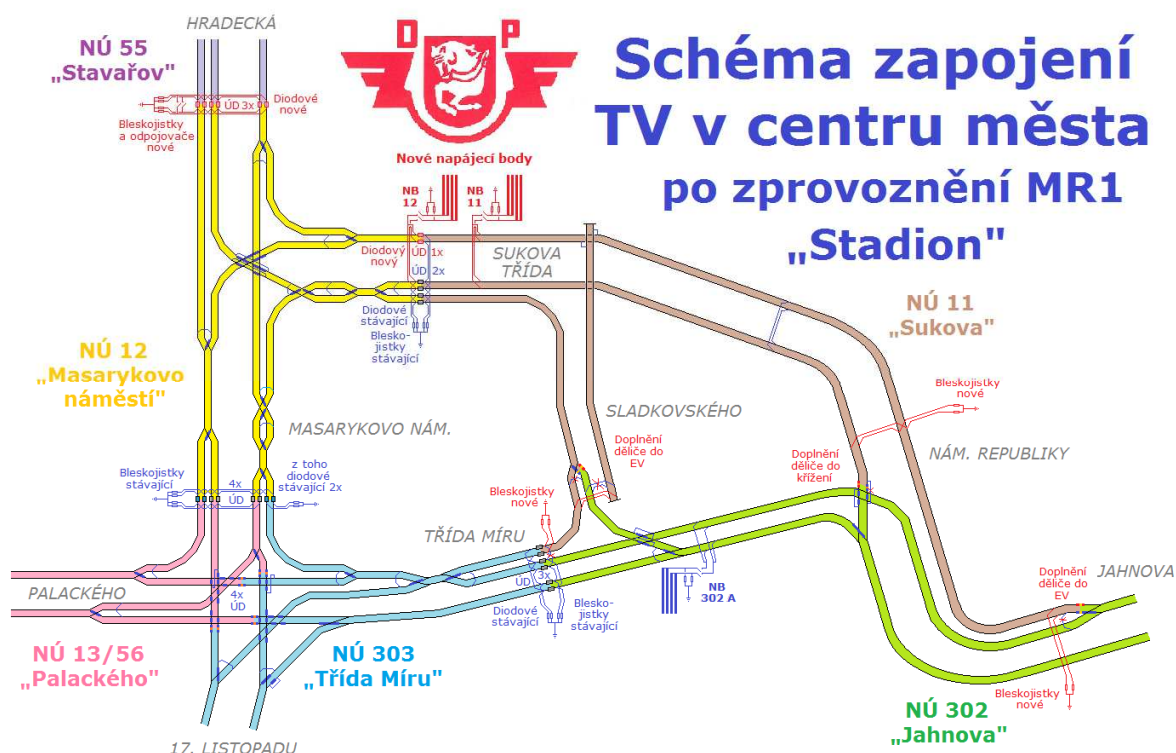 HRADECKÁ
NÚ 55
„Stavařov"
D P
Schéma zapojení
TV v centru města
po zprovoznění MR1
„Stadion"
ÚD 3x
Diodové
nové
Bleskojistky
a odpojovače
nové
Nové napájecí body
NB
12
NB
11
Diodový
nový
ÚD 1x
ÚD 2x
SUKOVA
TŘÍDA
Diodové
stávající
Blesko-
jistky
stávající
NÚ 11
„Sukova"
NÚ 12
„Masarykovo
náměstí"
MASARYKOVO NÁM.
SLADKOVSKÉHO
Bleskojistky
nové
NÁM. REPUBLIKY
Doplnění
děliče do
EV
Doplnění
děliče do
křížení
Bleskojistky
stávající
4x
ÚD
z toho
diodové
stávající 2x
Bleskojistky
nové
TŘÍDA MÍRU
ÚD
3x
NB
302 A
Doplnění
děliče do
EV
JAHNOVA
PALACKÉHO
4x
ÚD
Diodové
stávající
Blesko-
jistky
stávající
NÚ 13/56
„Palackého"
NÚ 303
„Třída Míru"
Bleskojistky
nové
NÚ 302
„Jahnova"
17. LISTOPADU